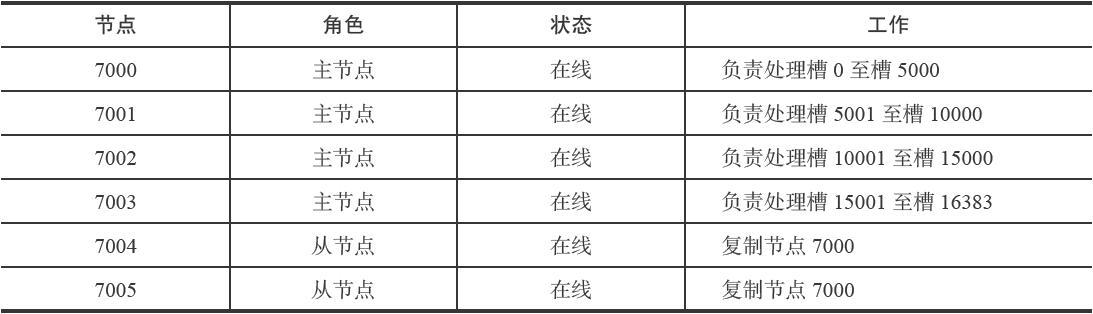 节点 角色 状态 工作
7000 主节点 在线 负责处理槽 0 至槽 5000
7001 主节点 在线 负责处理槽 5001 至槽 10000
7002 主节点 在线 负责处理槽 10001 至槽 15000
7003 主节点 在线 负责处理槽 15001 至槽 16383
7004 从节点 在线 复制节点 7000
7005 从节点 在线 复制节点 7000